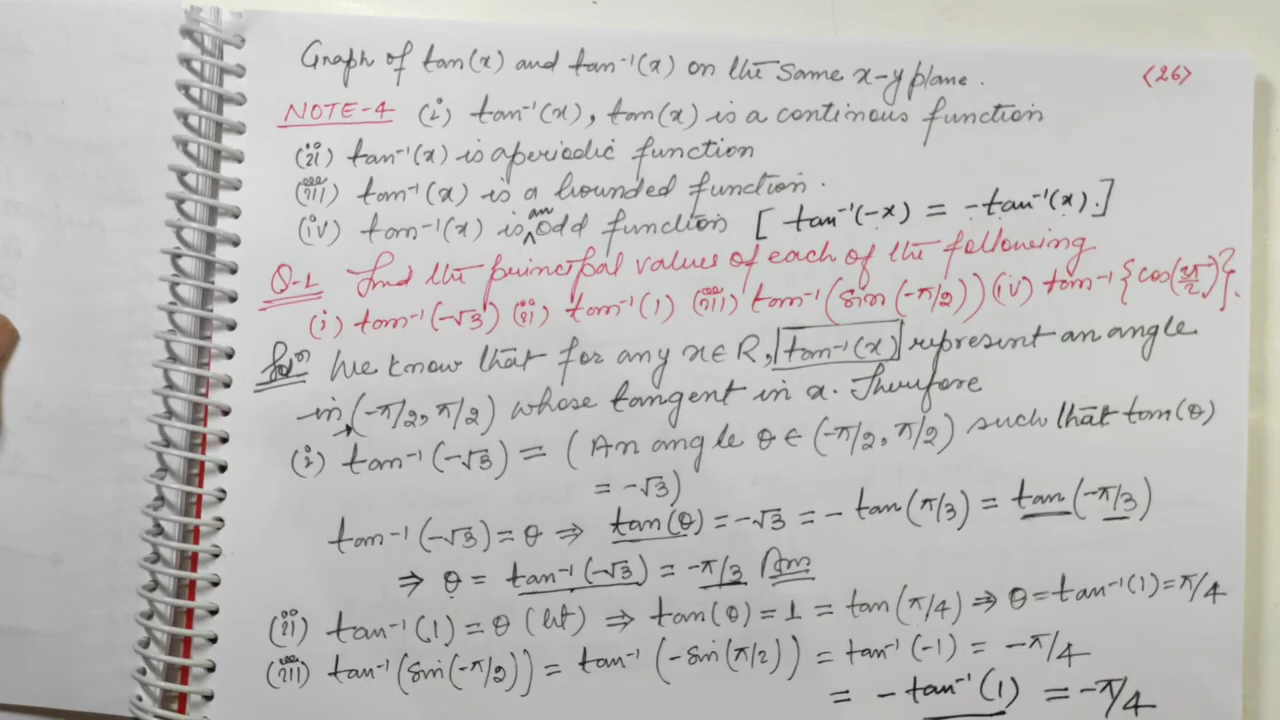 Graph of tan(x) and tan⁻¹(x) on the same x-y plane.
<26>
NOTE-4 (i) tan⁻¹(x), tan(x) is a continous function
(ii) tan⁻¹(x) is aperiodic function
(iii) tan⁻¹(x) is a bounded function.
(iv) tan⁻¹(x) is an odd function [tan⁻¹(-x) = -tan⁻¹(x).]
Q-1 find the principal values of each of the following
(i) tan⁻¹(-√3) (ii) tan⁻¹(1) (iii) tan⁻¹(sin(-π/2)) (iv) tan⁻¹{cos( /2)}.
Solⁿ We know that for any x∈R, tan⁻¹(x) represent an angle
in (-π/2, π/2) whose tangent in x. Therefore
(i) tan⁻¹(-√3) = (An angle θ ∈ (-π/2, π/2) such that tan(θ)
= -√3)
tan⁻¹(-√3) = θ ⇒ tan(θ) = -√3 = - tan(π/3) = tan(-π/3)
⇒ θ = tan⁻¹(-√3) = -π/3 Ans
(ii) tan⁻¹(1) = θ (let) ⇒ tan(θ) = 1 = tan(π/4) ⇒ θ = tan⁻¹(1) = π/4
(iii) tan⁻¹(sin(-π/2)) = tan⁻¹(-sin(π/2)) = tan⁻¹(-1) = -π/4
= - tan⁻¹(1) = -π/4